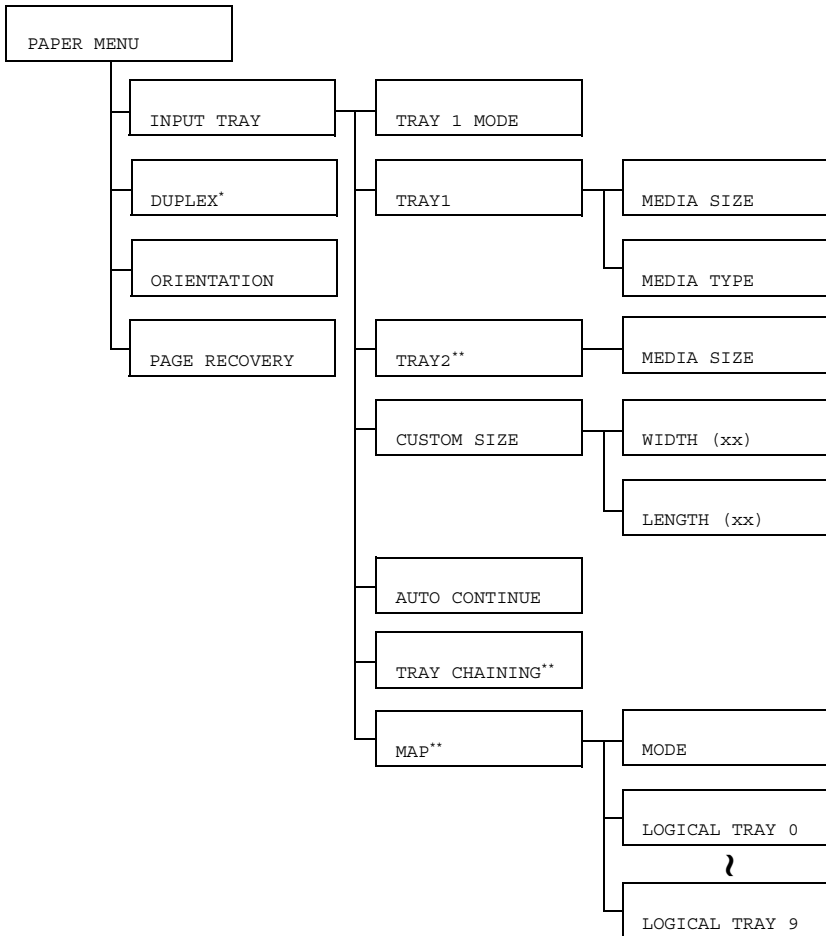 PAPER MENU
INPUT TRAY
TRAY 1 MODE
DUPLEX*
TRAY1
MEDIA SIZE
ORIENTATION
MEDIA TYPE
PAGE RECOVERY
TRAY2**
MEDIA SIZE
CUSTOM SIZE
WIDTH (xx)
LENGTH (xx)
AUTO CONTINUE
TRAY CHAINING**
MAP**
MODE
LOGICAL TRAY 0
~
LOGICAL TRAY 9